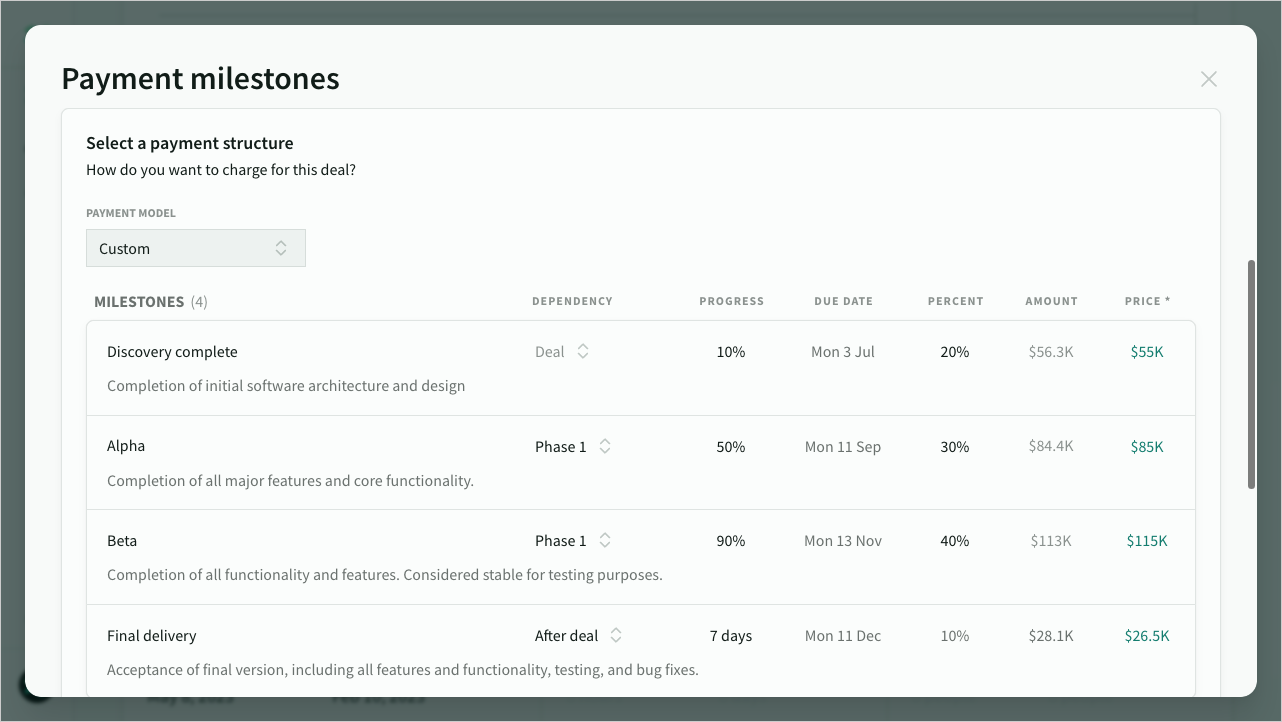 Payment milestones
Select a payment structure
How do you want to charge for this deal?
PAYMENT MODEL
Custom
MILESTONES (4) DEPENDENCY PROGRESS DUE DATE PERCENT AMOUNT PRICE *
Discovery complete Deal 10% Mon 3 Jul 20% $56.3K $55K
Completion of initial software architecture and design
Alpha Phase 1 50% Mon 11 Sep 30% $84.4K $85K
Completion of all major features and core functionality.
Beta Phase 1 90% Mon 13 Nov 40% $113K $115K
Completion of all functionality and features. Considered stable for testing purposes.
Final delivery After deal 7 days Mon 11 Dec 10% $28.1K $26.5K
Acceptance of final version, including all features and functionality, testing, and bug fixes.